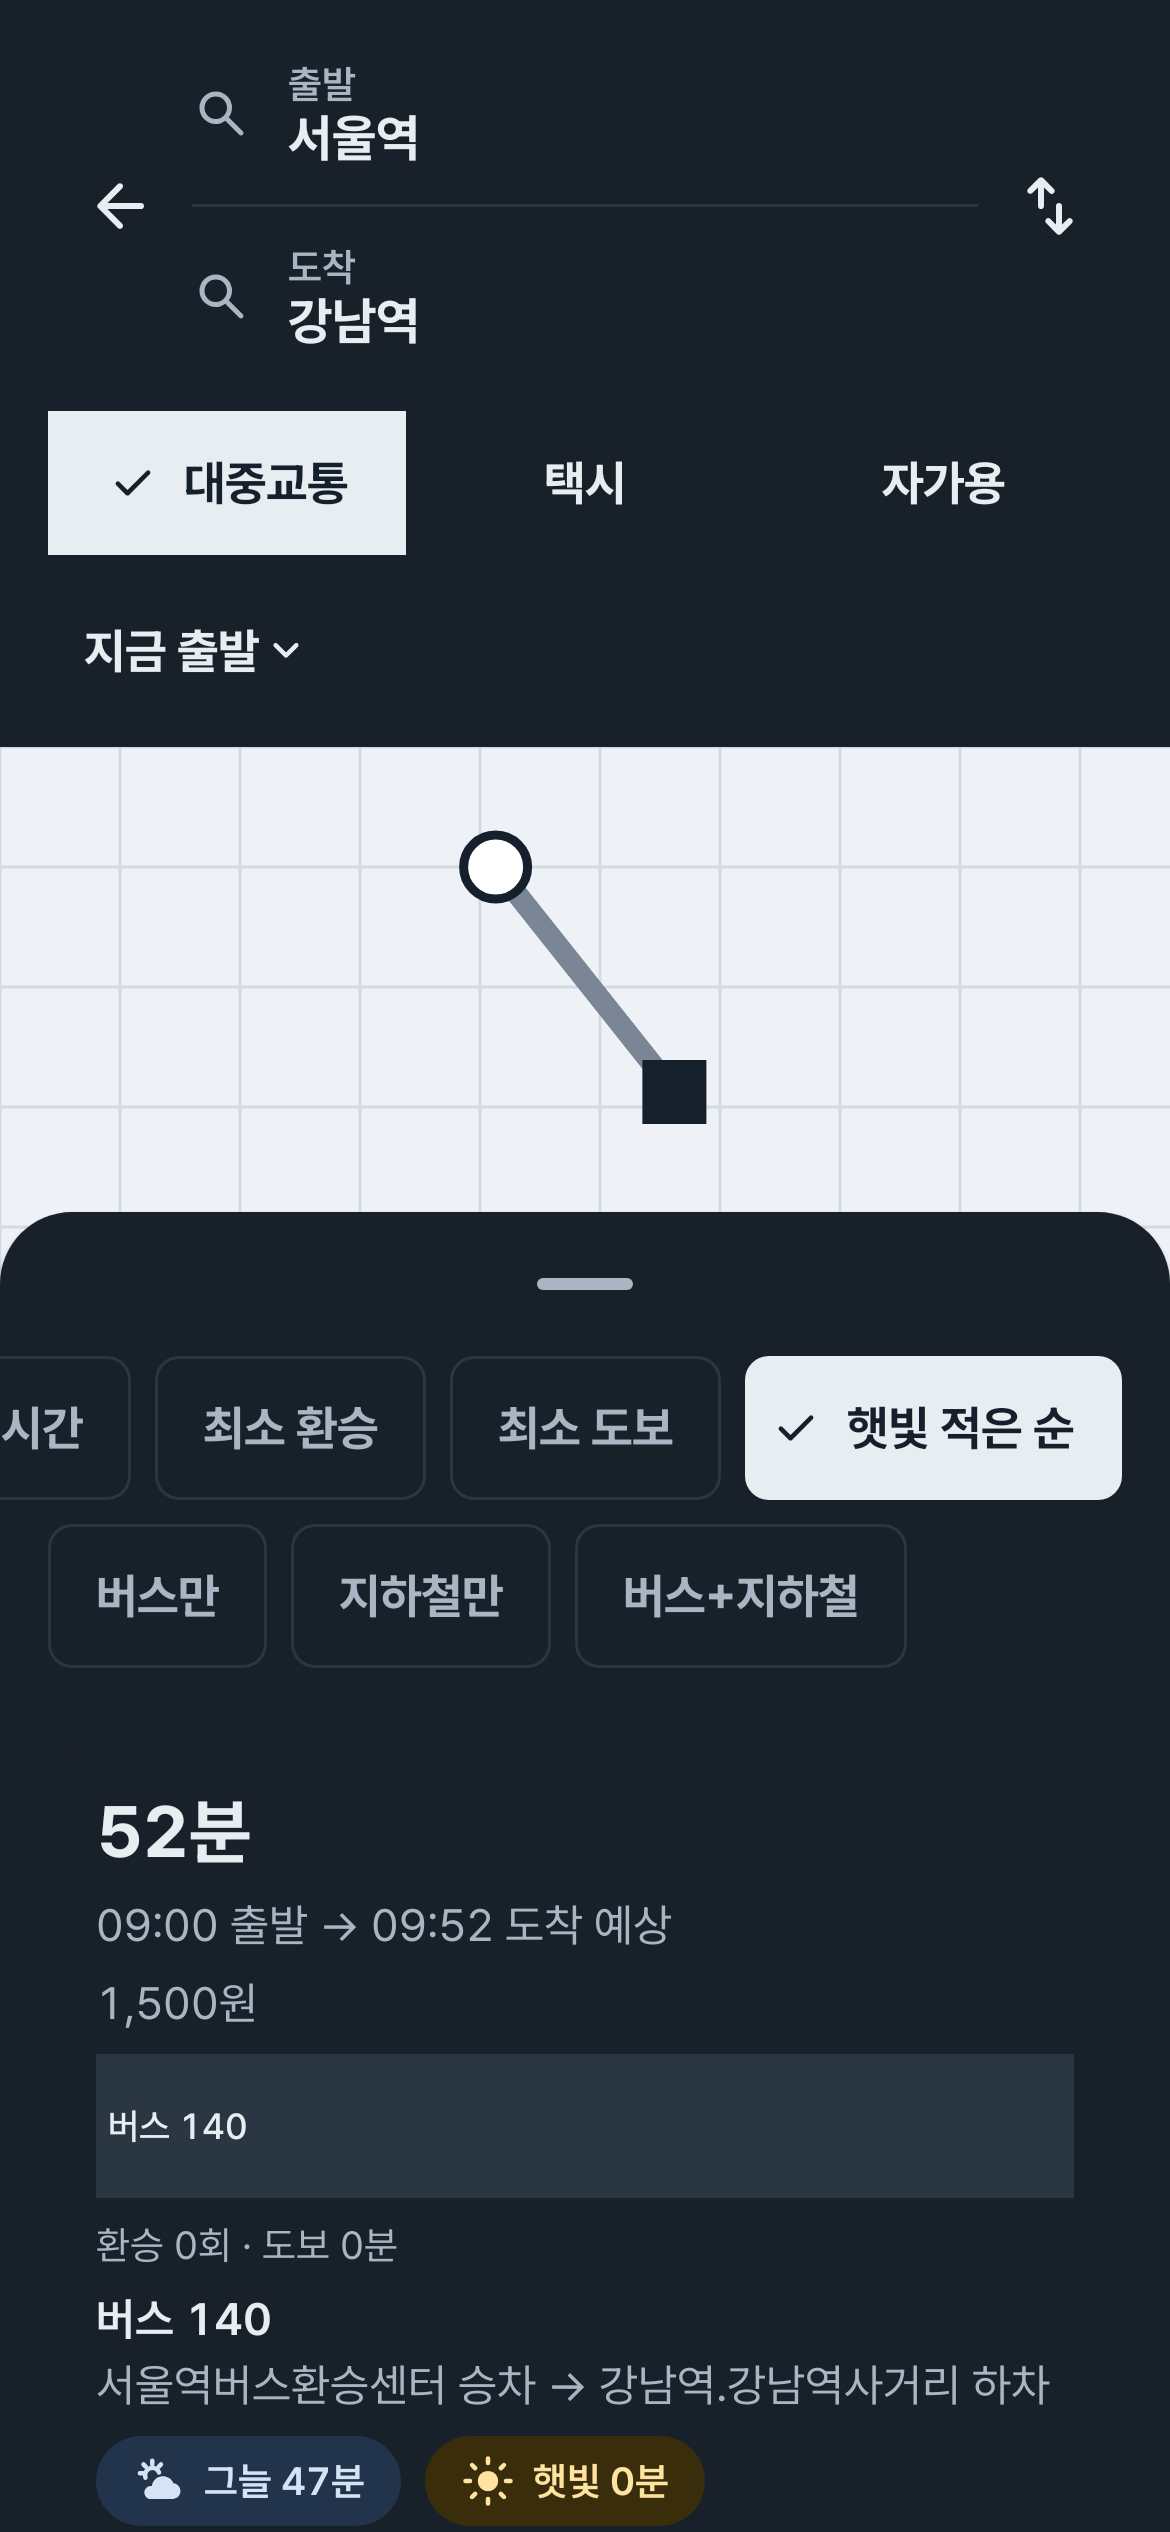 출발
서울역
도착
강남역
대중교통
택시
자가용
지금 출발
시간
최소 환승
최소 도보
햇빛 적은 순
버스만
지하철만
버스+지하철
52분
09:00 출발 → 09:52 도착 예상
1,500원
버스 140
환승 0회 · 도보 0분
버스 140
서울역버스환승센터 승차 → 강남역.강남역사거리 하차
그늘 47분
햇빛 0분